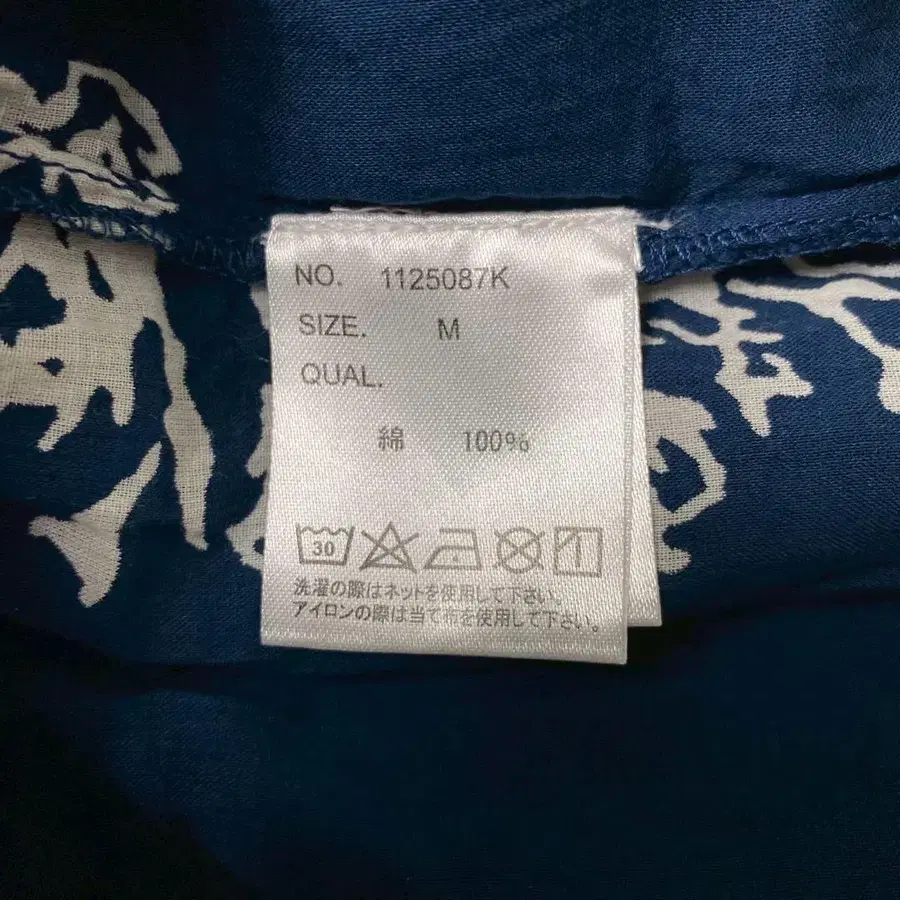 NO. 1125087K
SIZE. M
QUAL.
綿 100%
30
洗濯の際はネットを使用して下さい。
アイロンの際は当て布を使用して下さい。